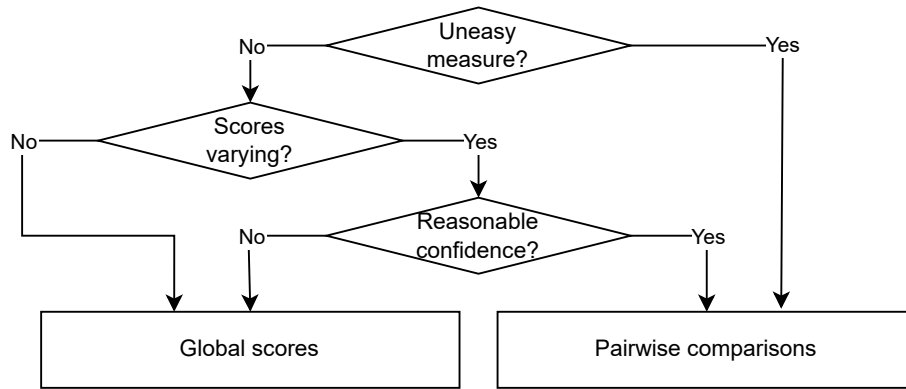 Uneasy
measure?
No
Yes
Scores
varying?
No
Yes
Reasonable
confidence?
No
Yes
Global scores
Pairwise comparisons